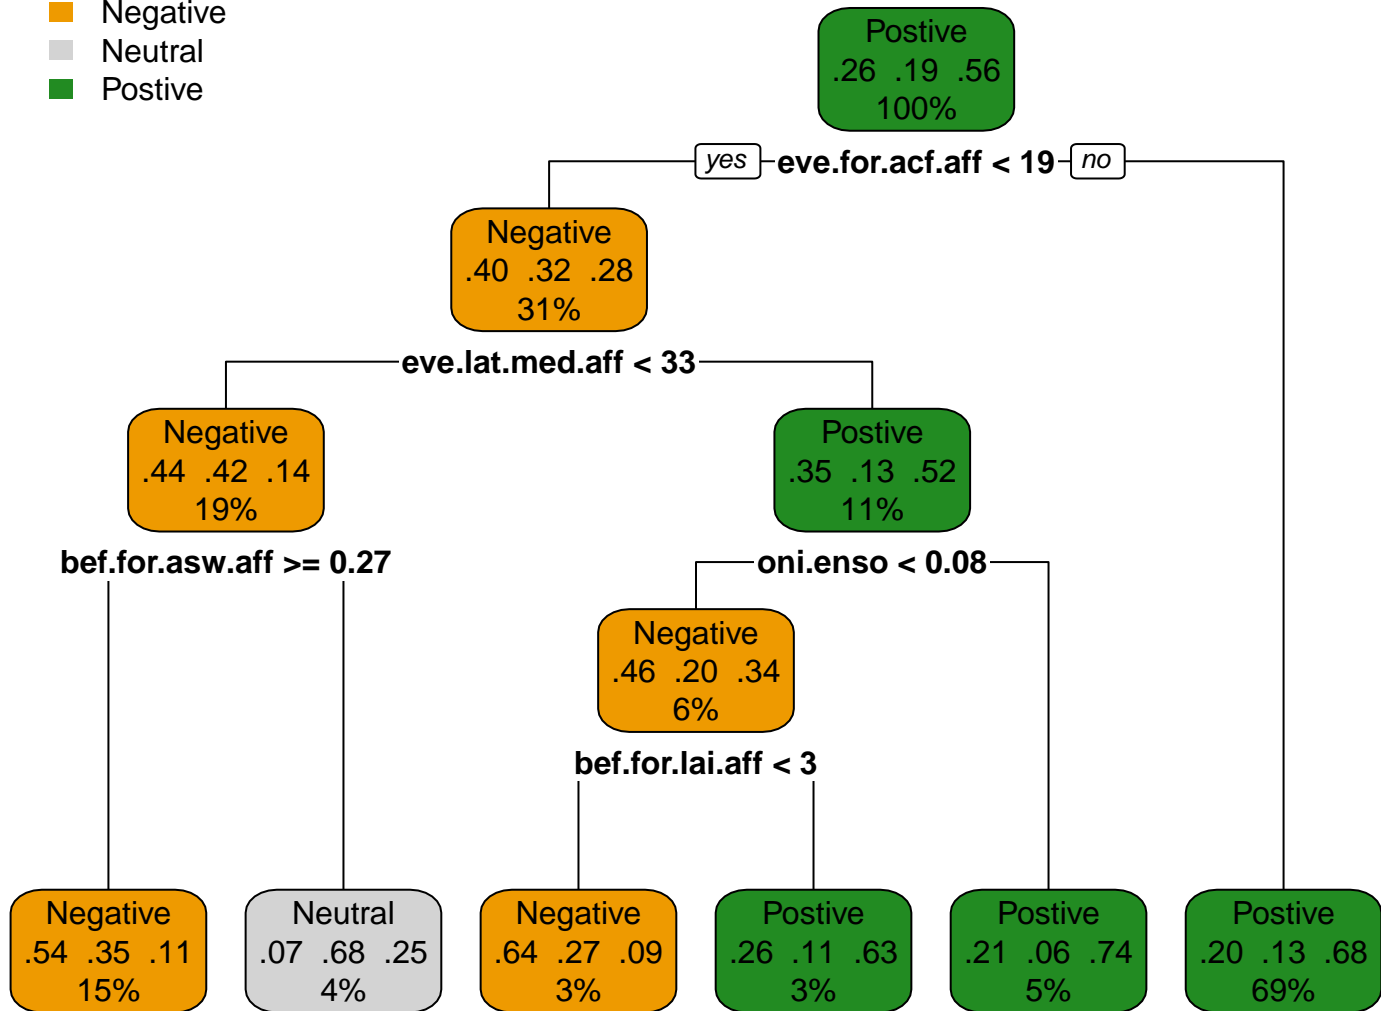 Negative
Neutral
Postive
Postive
.26 .19 .56
100%
yes eve.for.acf.aff < 19 no
Negative
.40 .32 .28
31%
eve.lat.med.aff < 33
Negative
.44 .42 .14
19%
Postive
.35 .13 .52
11%
bef.for.asw.aff >= 0.27
oni.enso < 0.08
Negative
.46 .20 .34
6%
bef.for.lai.aff < 3
Negative
.54 .35 .11
15%
Neutral
.07 .68 .25
4%
Negative
.64 .27 .09
3%
Postive
.26 .11 .63
3%
Postive
.21 .06 .74
5%
Postive
.20 .13 .68
69%